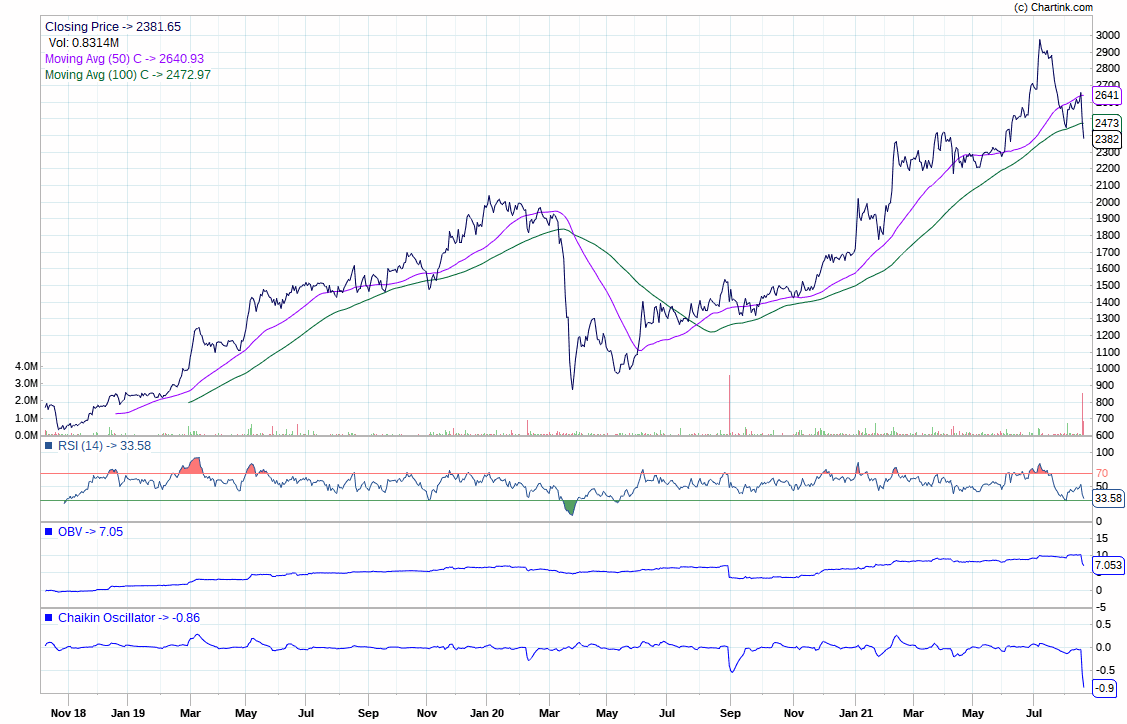 (c) Chartink.com
Closing Price -> 2381.65
Vol: 0.8314M
Moving Avg (50) C -> 2640.93
Moving Avg (100) C -> 2472.97
3000
2900
2800
2700
2641
2473
2382
2300
2200
2100
2000
1900
1800
1700
1600
1500
1400
1300
1200
1100
1000
900
800
700
600
4.0M
3.0M
2.0M
1.0M
0.0M
RSI (14) -> 33.58
100
70
50
33.58
0
OBV -> 7.05
15
10
7.053
0
-5
Chaikin Oscillator -> -0.86
0.5
0.0
-0.5
-0.9
Nov 18 Jan 19 Mar May Jul Sep Nov Jan 20 Mar May Jul Sep Nov Jan 21 Mar May Jul